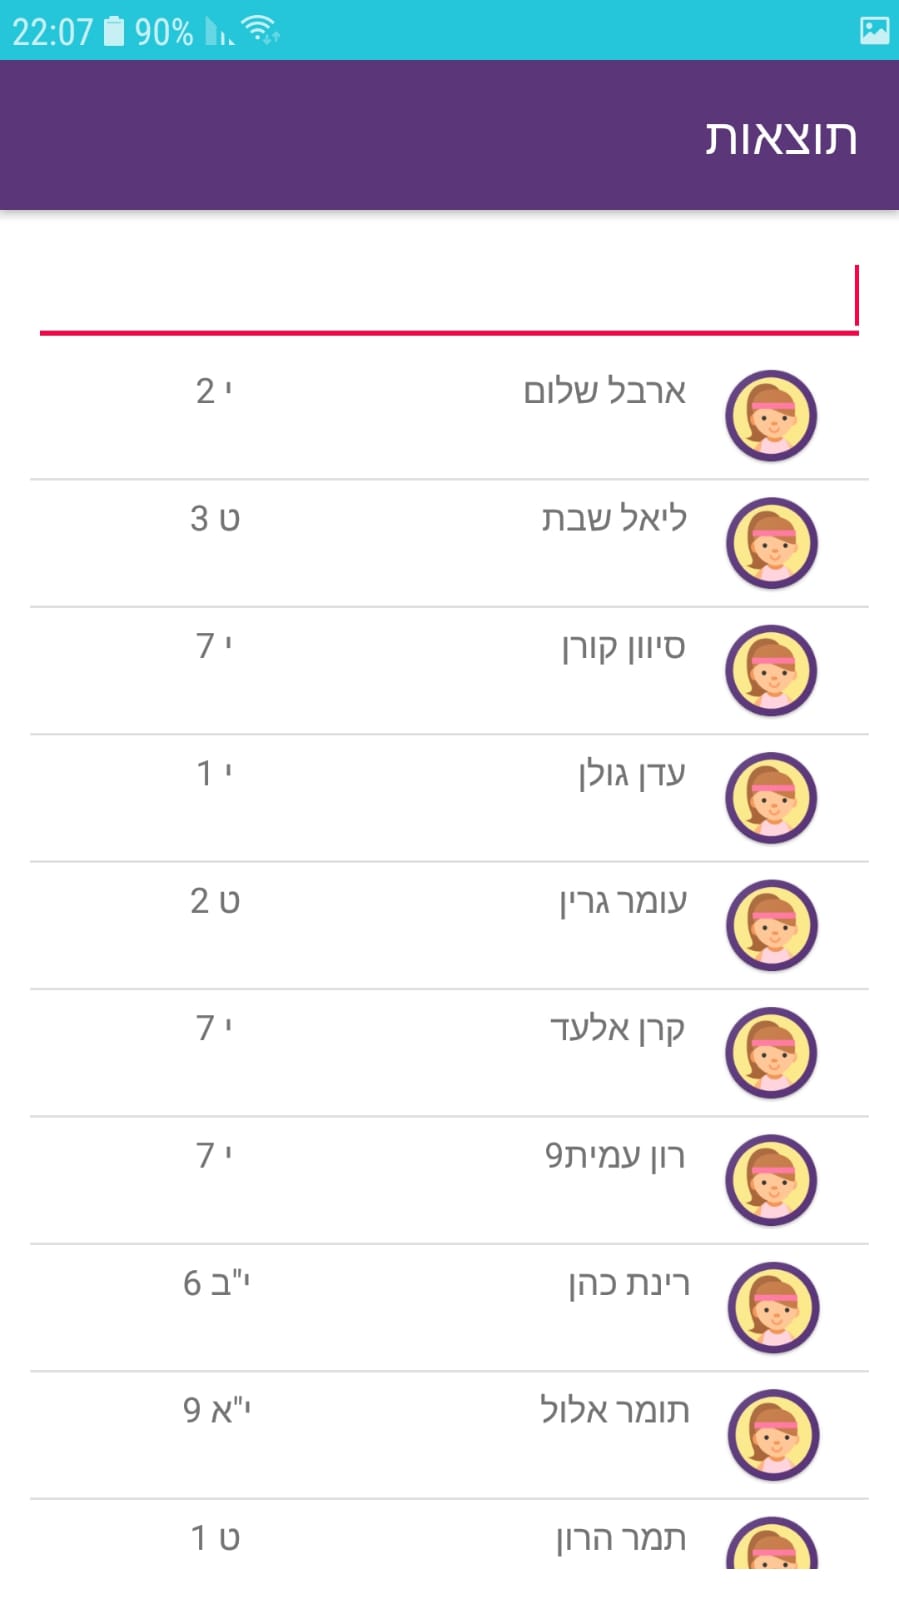 22:07 90%
תוצאות
ארבל שלום י 2
ליאל שבת ט 3
סיוון קורן י 7
עדן גולן י 1
עומר גרין ט 2
קרן אלעד י 7
רון עמית9 י 7
רינת כהן י"ב 6
תומר אלול י"א 9
תמר הרון ט 1